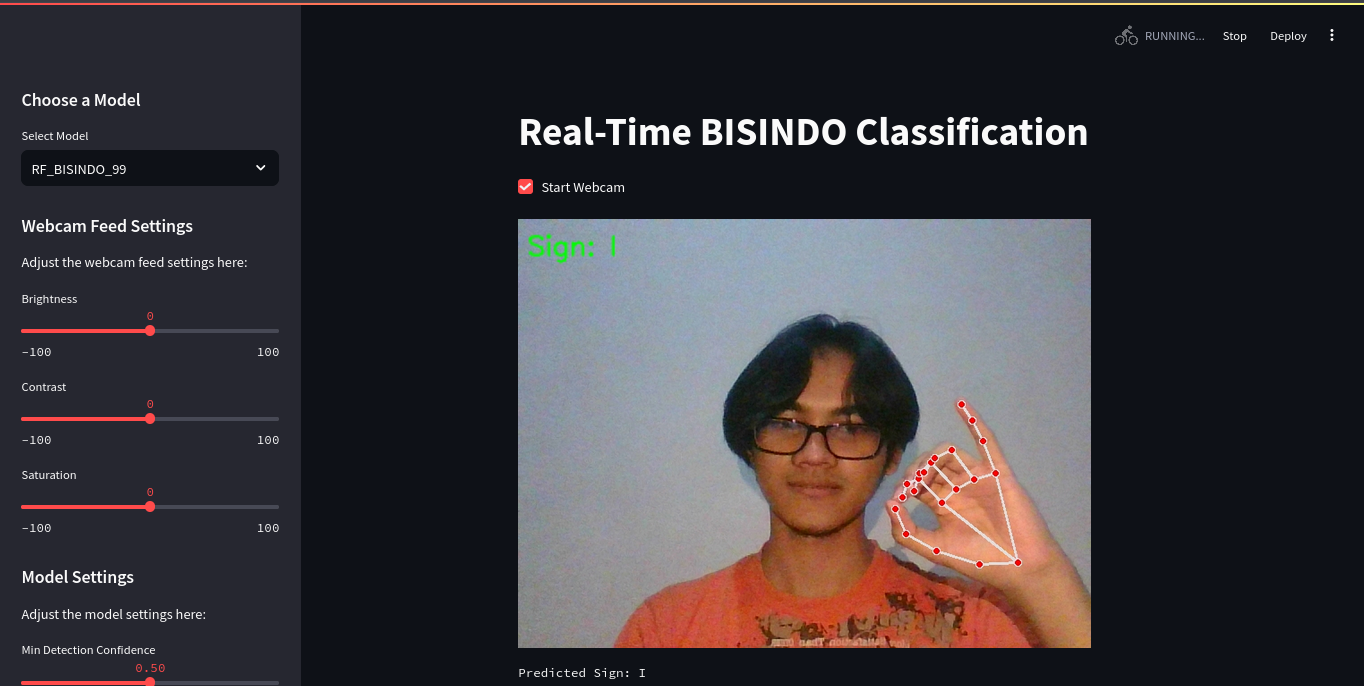 RUNNING...
Stop
Deploy
Choose a Model
Select Model
RF_BISINDO_99
Webcam Feed Settings
Adjust the webcam feed settings here:
Brightness
0
-100 100
Contrast
0
-100 100
Saturation
0
-100 100
Model Settings
Adjust the model settings here:
Min Detection Confidence
0.50
Real-Time BISINDO Classification
Start Webcam
Sign: I
Predicted Sign: I